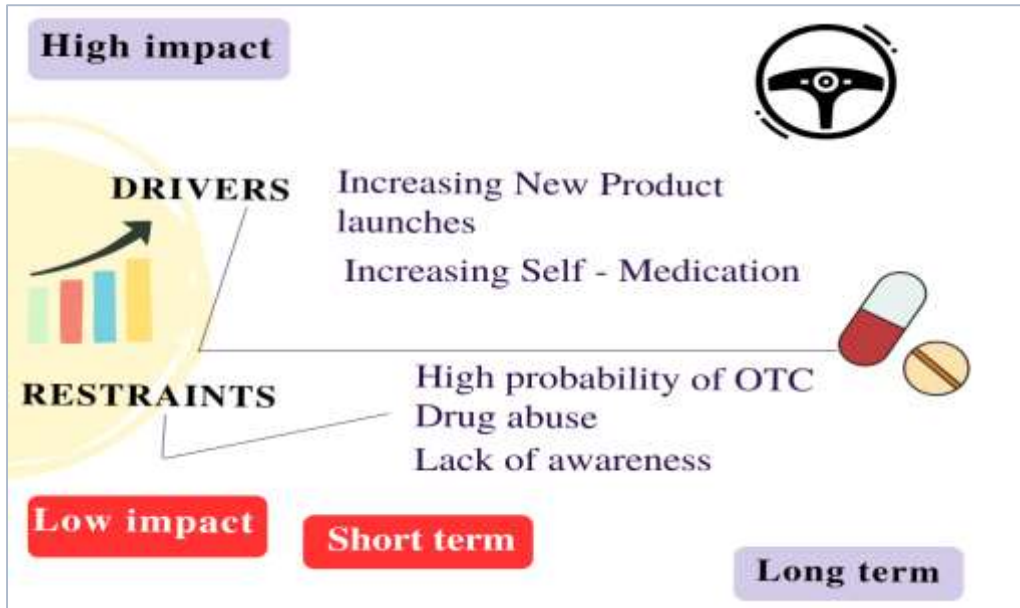 High impact
DRIVERS
Increasing New Product
launches
Increasing Self - Medication
RESTRAINTS
High probability of OTC
Drug abuse
Lack of awareness
Low impact
Short term
Long term